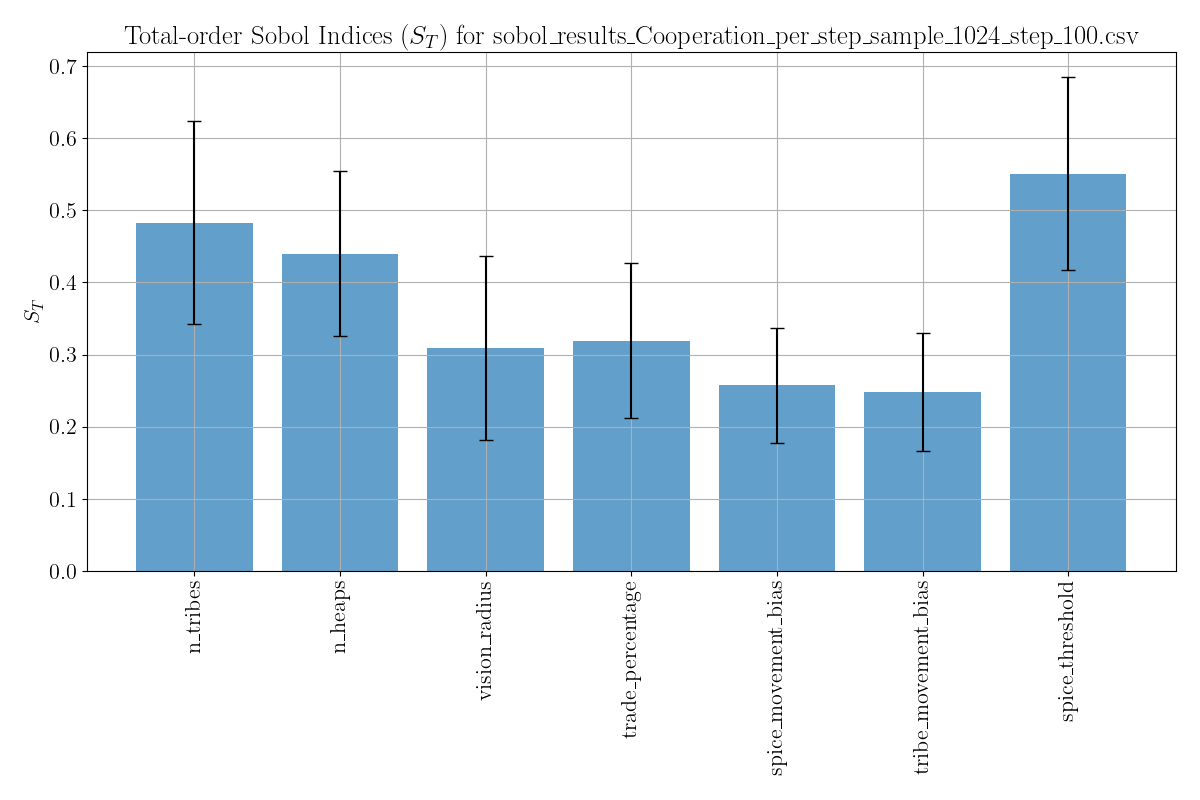 Total-order Sobol Indices (S_T) for sobol_results_Cooperation_per_step_sample_1024_step_100.csv
0.7
0.6
0.5
0.4
0.3
0.2
0.1
0.0
S_T
n_tribes
n_heaps
vision_radius
trade_percentage
spice_movement_bias
tribe_movement_bias
spice_threshold